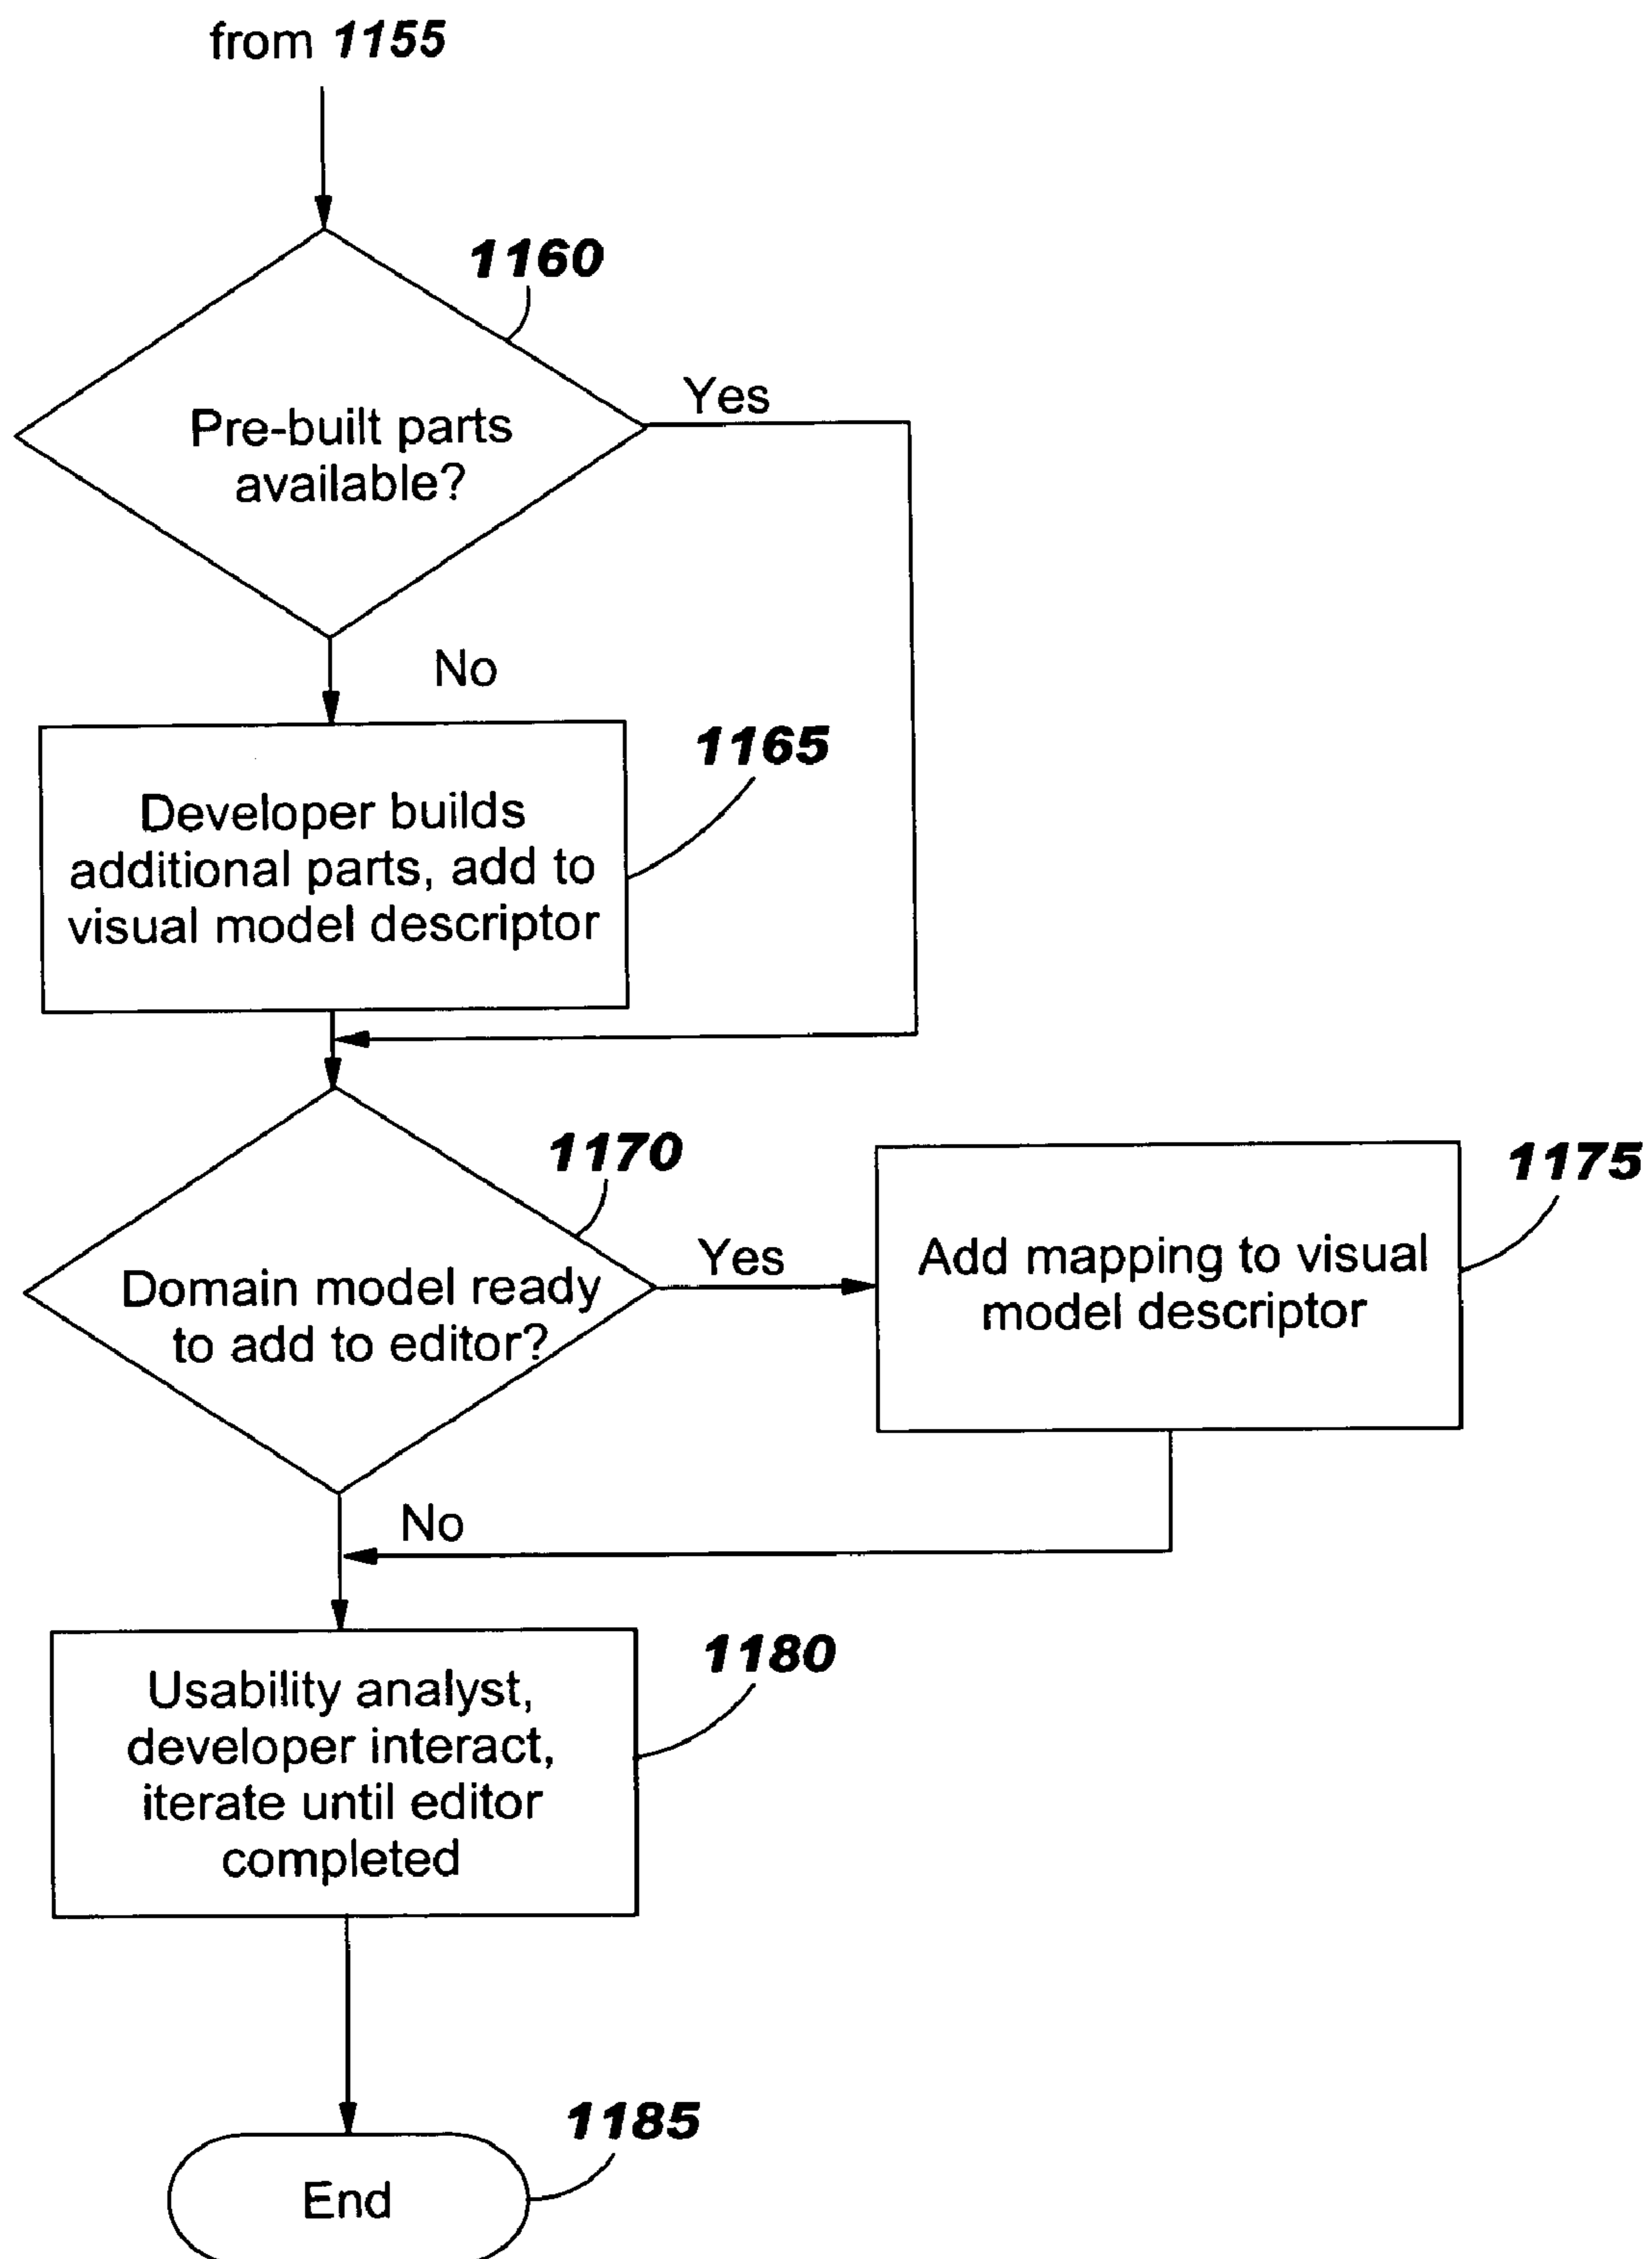 from 1155
1160
Yes
Pre-built parts
available?
No
1165
Developer builds
additional parts, add to
visual model descriptor
1170
1175
Yes
Domain model ready
to add to editor?
Add mapping to visual
model descriptor
No
1180
Usability analyst,
developer interact,
iterate until editor
completed
1185
End